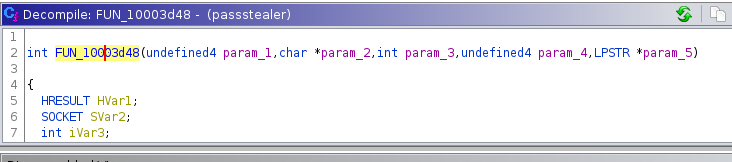 Decompile: FUN_10003d48 - (passstealer)
1
2 int FUN_10003d48(undefined4 param_1,char *param_2,int param_3,undefined4 param_4,LPSTR *param_5)
3
4 {
5 HRESULT HVar1;
6 SOCKET SVar2;
7 int iVar3;